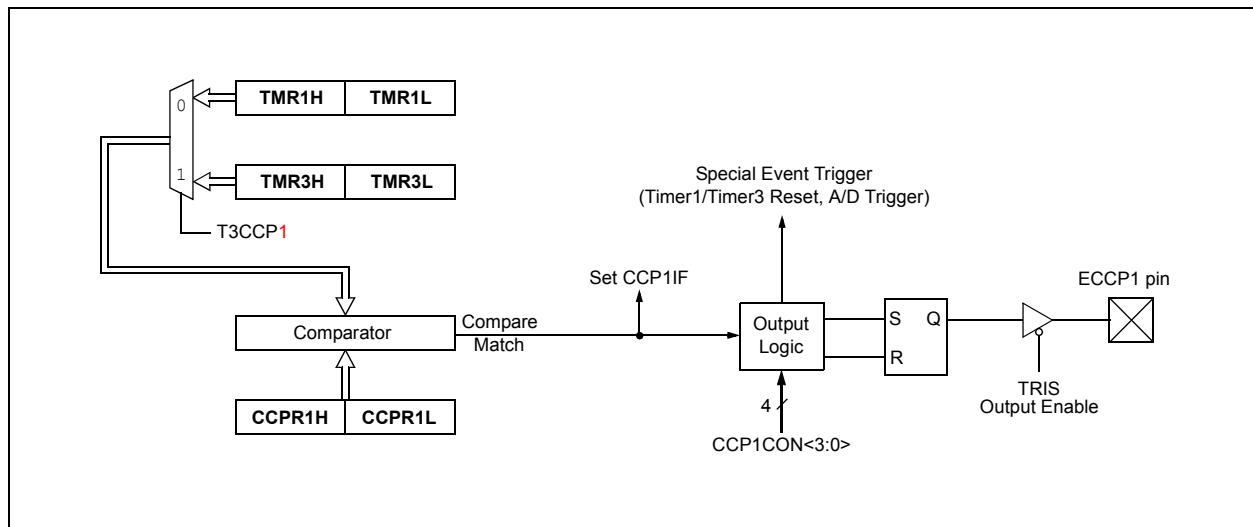 0
TMR1H TMR1L
1
TMR3H TMR3L
T3CCP1
Special Event Trigger
(Timer1/Timer3 Reset, A/D Trigger)
Set CCP1IF
ECCP1 pin
Comparator
Compare
Match
Output
Logic
S Q
R
TRIS
Output Enable
CCPR1H CCPR1L
4
CCP1CON<3:0>